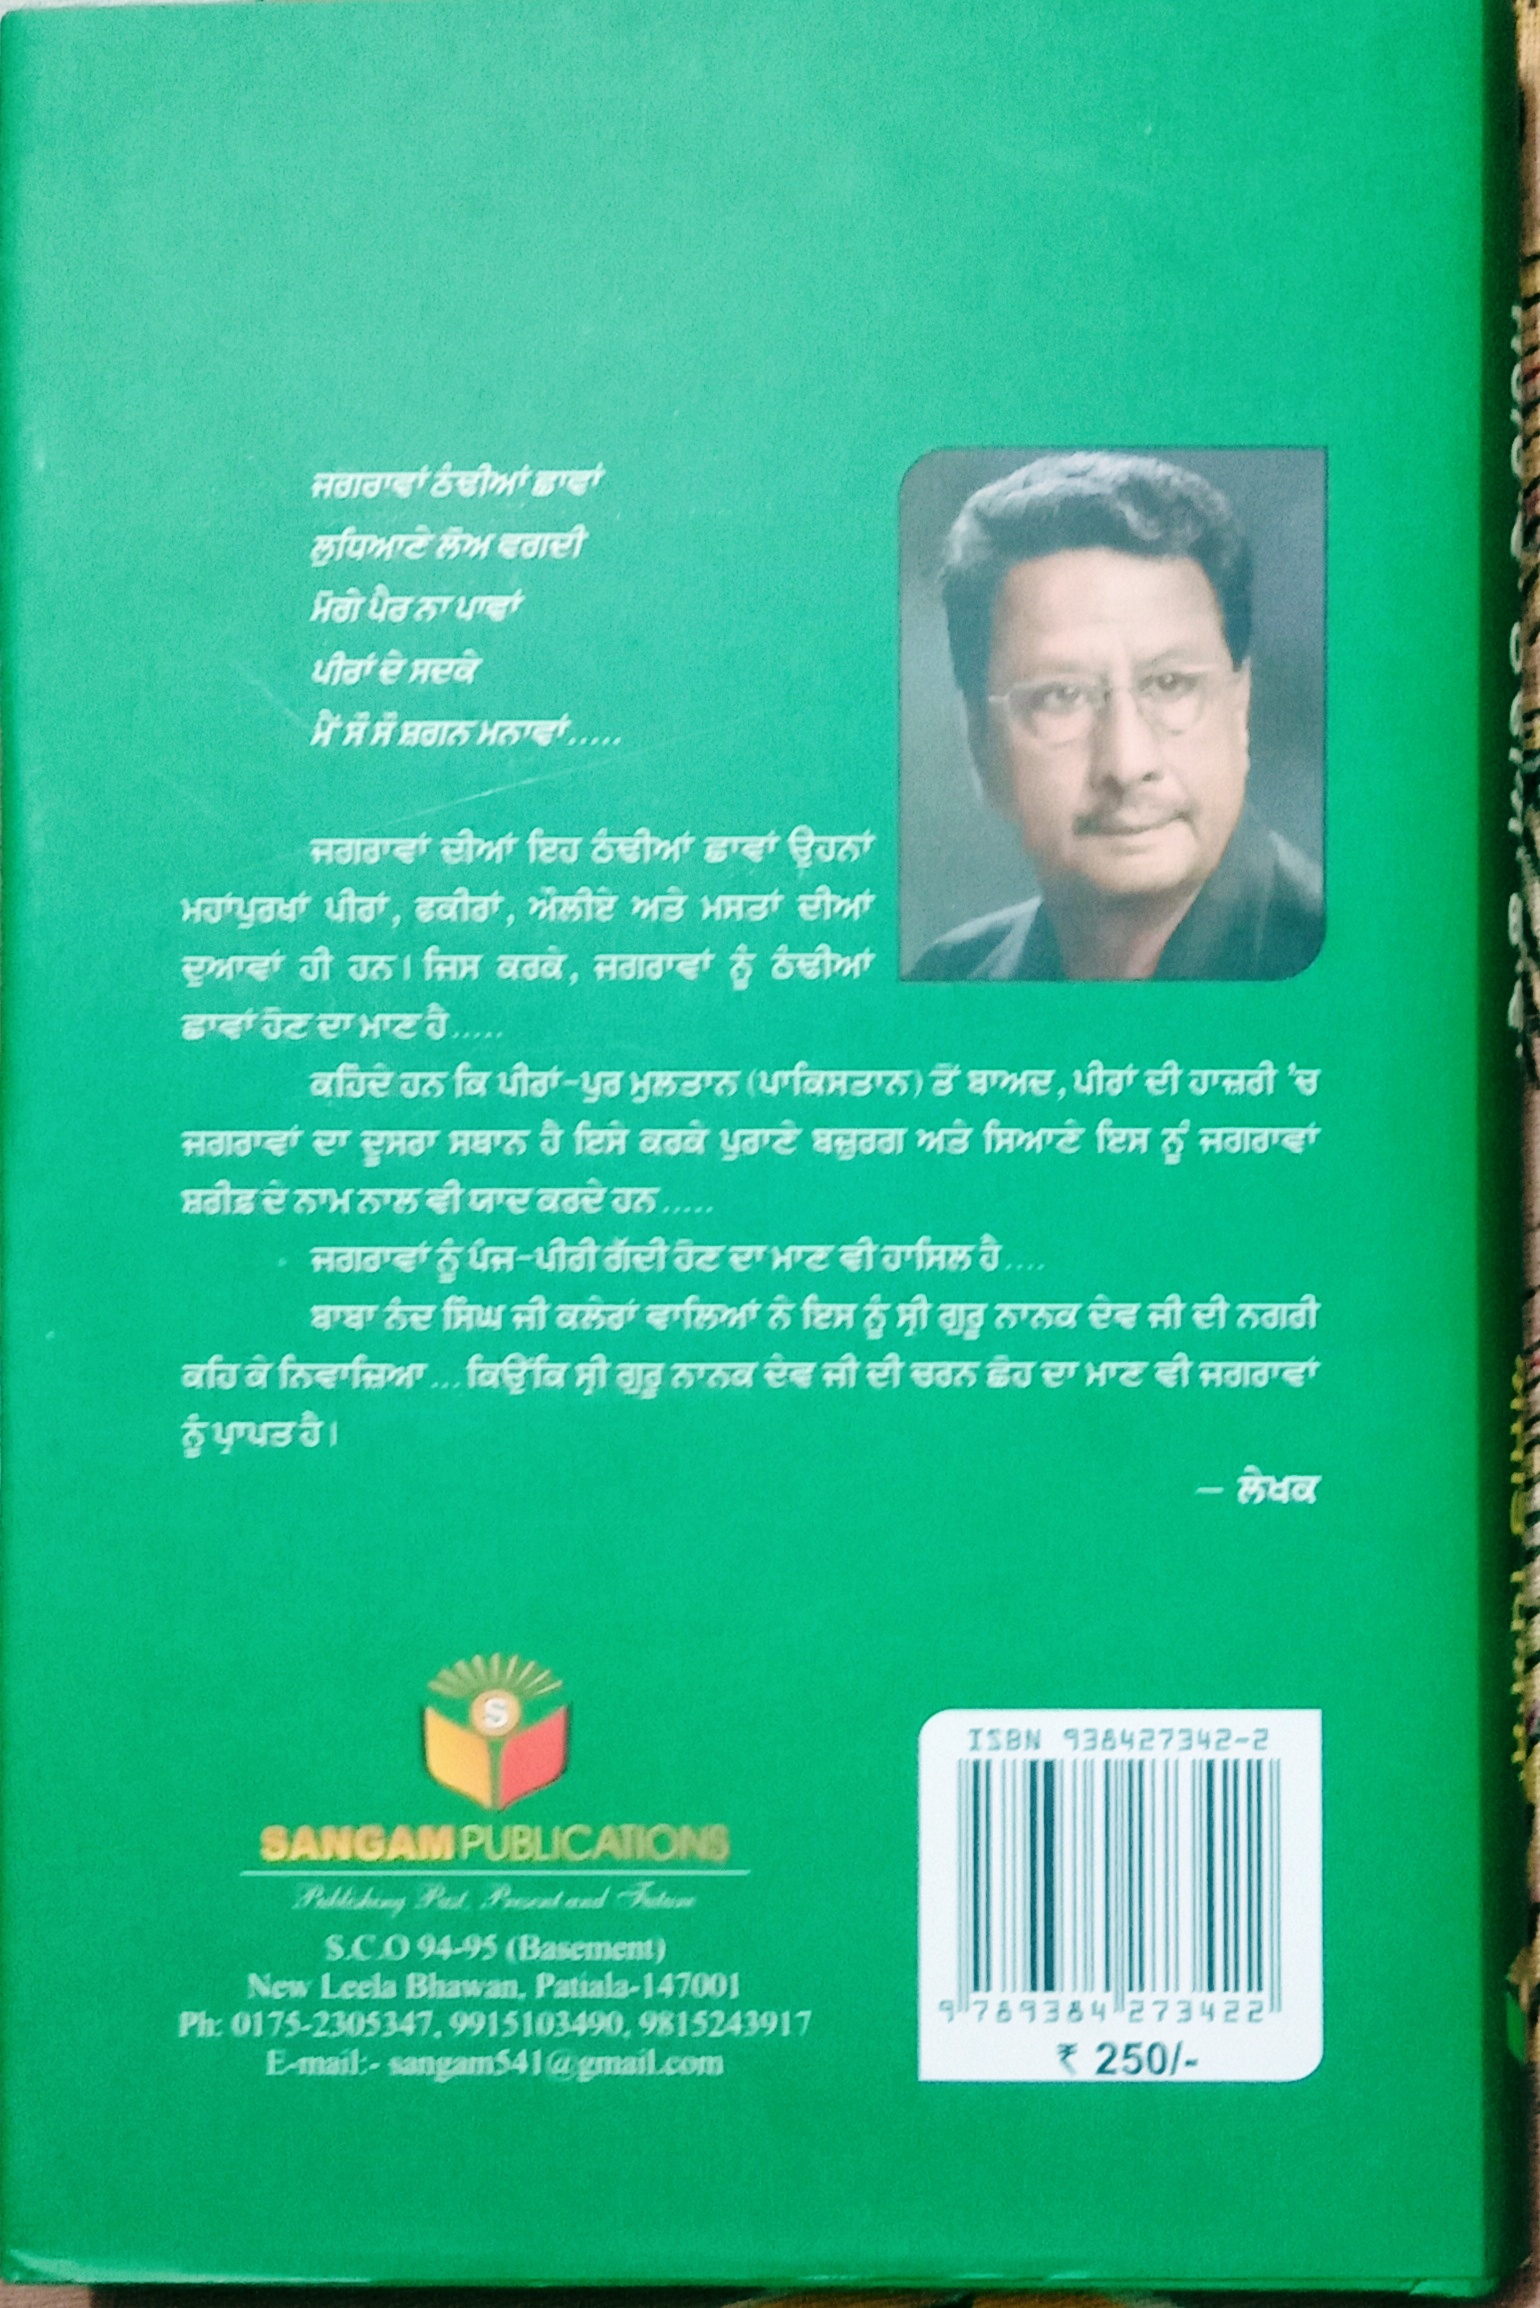 ਜਗਰਾਵਾਂ ਠੰਢੀਆਂ ਛਾਵਾਂ
ਲੁਧਿਆਣੇ ਲੋਅ ਵਗਦੀ
ਮੋਗੇ ਪੈਰ ਨਾ ਪਾਵਾਂ
ਪੀਰਾਂ ਦੇ ਸਦਕੇ
ਮੈਂ ਸੌ ਸੌ ਸ਼ਗਨ ਮਨਾਵਾਂ.....
ਜਗਰਾਵਾਂ ਦੀਆਂ ਇਹ ਠੰਢੀਆਂ ਛਾਵਾਂ ਉਹਨਾਂ
ਮਹਾਂਪੁਰਖਾਂ ਪੀਰਾਂ, ਫਕੀਰਾਂ, ਔਲੀਏ ਅਤੇ ਮਸਤਾਂ ਦੀਆਂ
ਦੁਆਵਾਂ ਹੀ ਹਨ। ਜਿਸ ਕਰਕੇ, ਜਗਰਾਵਾਂ ਨੂੰ ਠੰਢੀਆਂ
ਛਾਵਾਂ ਹੋਣ ਦਾ ਮਾਣ ਹੈ.....
ਕਹਿੰਦੇ ਹਨ ਕਿ ਪੀਰਾਂ-ਪੁਰ ਮੁਲਤਾਨ (ਪਾਕਿਸਤਾਨ) ਤੋਂ ਬਾਅਦ, ਪੀਰਾਂ ਦੀ ਹਾਜ਼ਰੀ 'ਚ
ਜਗਰਾਵਾਂ ਦਾ ਦੂਸਰਾ ਸਥਾਨ ਹੈ ਇਸੇ ਕਰਕੇ ਪੁਰਾਣੇ ਬਜ਼ੁਰਗ ਅਤੇ ਸਿਆਣੇ ਇਸ ਨੂੰ ਜਗਰਾਵਾਂ
ਸ਼ਰੀਫ਼ ਦੇ ਨਾਮ ਨਾਲ ਵੀ ਯਾਦ ਕਰਦੇ ਹਨ.....
ਜਗਰਾਵਾਂ ਨੂੰ ਪੰਜ-ਪੀਰੀ ਗੱਦੀ ਹੋਣ ਦਾ ਮਾਣ ਵੀ ਹਾਸਿਲ ਹੈ....
ਬਾਬਾ ਨੰਦ ਸਿੰਘ ਜੀ ਕਲੇਰਾਂ ਵਾਲਿਆਂ ਨੇ ਇਸ ਨੂੰ ਸ੍ਰੀ ਗੁਰੂ ਨਾਨਕ ਦੇਵ ਜੀ ਦੀ ਨਗਰੀ
ਕਹਿ ਕੇ ਨਿਵਾਜ਼ਿਆ...ਕਿਉਂਕਿ ਸ੍ਰੀ ਗੁਰੂ ਨਾਨਕ ਦੇਵ ਜੀ ਦੀ ਚਰਨ ਛੋਹ ਦਾ ਮਾਣ ਵੀ ਜਗਰਾਵਾਂ
ਨੂੰ ਪ੍ਰਾਪਤ ਹੈ।
– ਲੇਖਕ
S
SANGAM PUBLICATIONS
Publishing Past, Present and Future
S.C.O 94-95 (Basement)
New Leela Bhawan, Patiala-147001
Ph: 0175-2305347, 9915103490, 9815243917
E-mail:- sangam541@gmail.com
ISBN 938427342-2
9 789384 273422
₹ 250/-